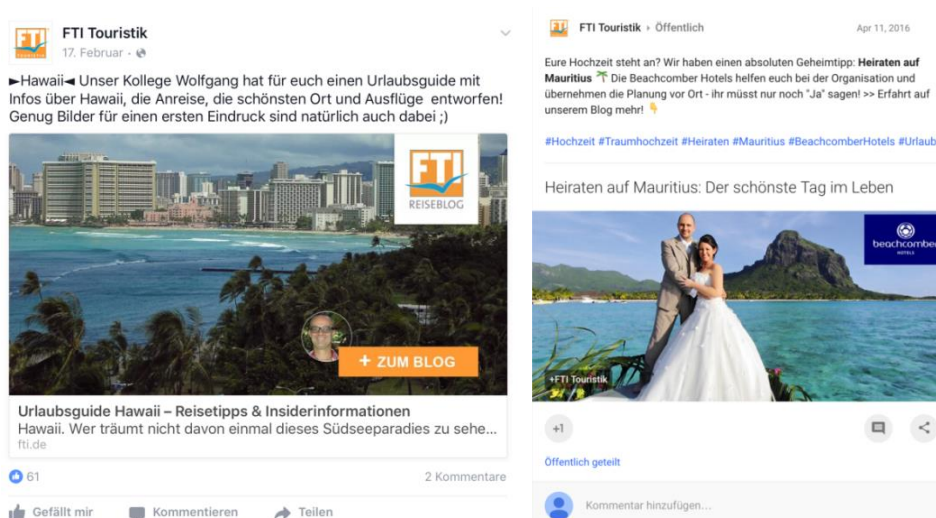 FTI Touristik
17. Februar
►Hawaii◄ Unser Kollege Wolfgang hat für euch einen Urlaubsguide mit
Infos über Hawaii, die Anreise, die schönsten Ort und Ausflüge entworfen!
Genug Bilder für einen ersten Eindruck sind natürlich auch dabei ;)
FTI
REISEBLOG
+ ZUM BLOG
Urlaubsguide Hawaii – Reisetipps & Insiderinformationen
Hawaii. Wer träumt nicht davon einmal dieses Südseeparadies zu sehe...
fti.de
61
2 Kommentare
Gefällt mir
Kommentieren
Teilen
FTI Touristik › Öffentlich
Apr 11, 2016
Eure Hochzeit steht an? Wir haben einen absoluten Geheimtipp: Heiraten auf
Mauritius 🌴 Die Beachcomber Hotels helfen euch bei der Organisation und
übernehmen die Planung vor Ort - ihr müsst nur noch "Ja" sagen! >> Erfahrt auf
unserem Blog mehr! 👇
#Hochzeit #Traumhochzeit #Heiraten #Mauritius #BeachcomberHotels #Urlaub
Heiraten auf Mauritius: Der schönste Tag im Leben
beachcomber
HOTELS
+FTI Touristik
+1
Öffentlich geteilt
Kommentar hinzufügen...